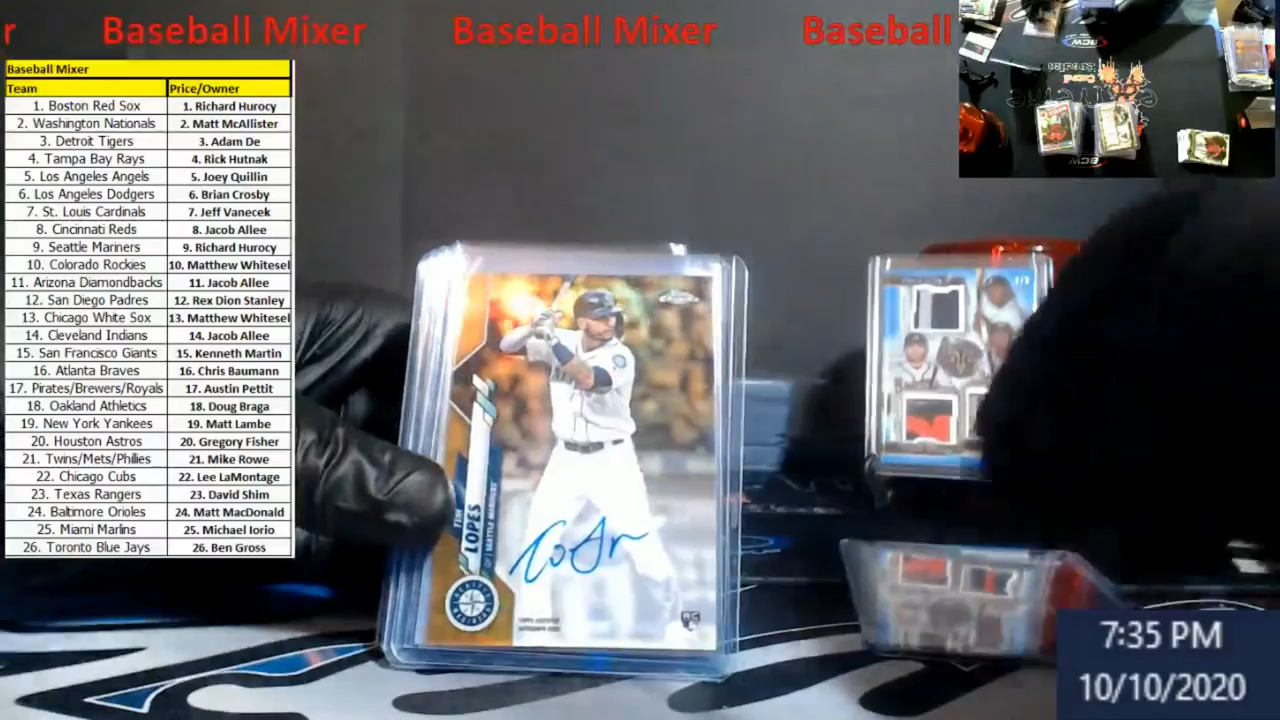 r Baseball Mixer Baseball Mixer Baseball
Baseball Mixer
Team Price/Owner
1. Boston Red Sox 1. Richard Hurocy
2. Washington Nationals 2. Matt McAllister
3. Detroit Tigers 3. Adam De
4. Tampa Bay Rays 4. Rick Hutnak
5. Los Angeles Angels 5. Joey Quillin
6. Los Angeles Dodgers 6. Brian Crosby
7. St. Louis Cardinals 7. Jeff Vanecek
8. Cincinnati Reds 8. Jacob Allee
9. Seattle Mariners 9. Richard Hurocy
10. Colorado Rockies 10. Matthew Whitesel
11. Arizona Diamondbacks 11. Jacob Allee
12. San Diego Padres 12. Rex Dion Stanley
13. Chicago White Sox 13. Matthew Whitesel
14. Cleveland Indians 14. Jacob Allee
15. San Francisco Giants 15. Kenneth Martin
16. Atlanta Braves 16. Chris Baumann
17. Pirates/Brewers/Royals 17. Austin Pettit
18. Oakland Athletics 18. Doug Braga
19. New York Yankees 19. Matt Lambe
20. Houston Astros 20. Gregory Fisher
21. Twins/Mets/Phillies 21. Mike Rowe
22. Chicago Cubs 22. Lee LaMontage
23. Texas Rangers 23. David Shim
24. Baltimore Orioles 24. Matt MacDonald
25. Miami Marlins 25. Michael Iorio
26. Toronto Blue Jays 26. Ben Gross
LOPES
SEATTLE MARINERS
RC
7:35 PM
10/10/2020